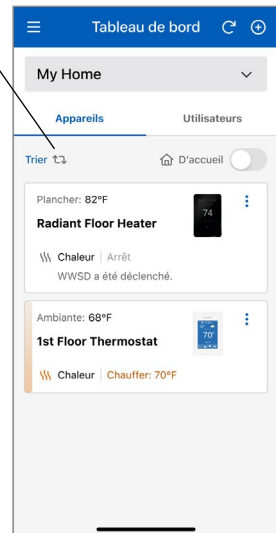 Tableau de bord
My Home
Appareils Utilisateurs
Trier D'accueil
Plancher: 82°F
Radiant Floor Heater
74
Chaleur | Arrêt
WWSD a été déclenché.
Ambiante: 68°F
1st Floor Thermostat
70°
Chaleur | Chauffer: 70°F